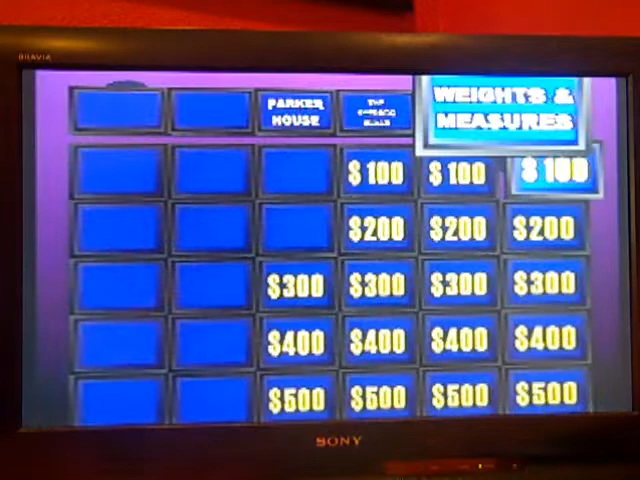 BRAVIA
PARKER
HOUSE
THE
WEIGHTS &
MEASURES
$100 $100 $100
$200 $200 $200
$300 $300 $300 $300
$400 $400 $400 $400
$500 $500 $500 $500
SONY